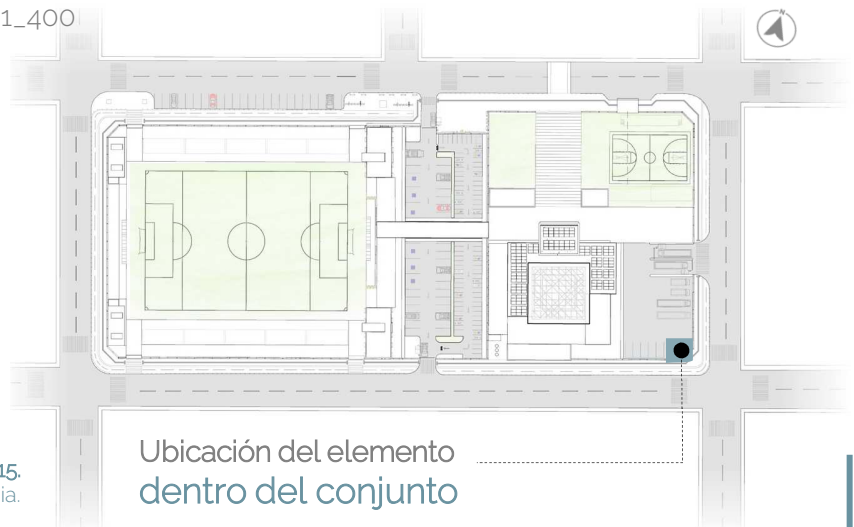 1_400
N
Ubicación del elemento
dentro del conjunto
15.
ia.